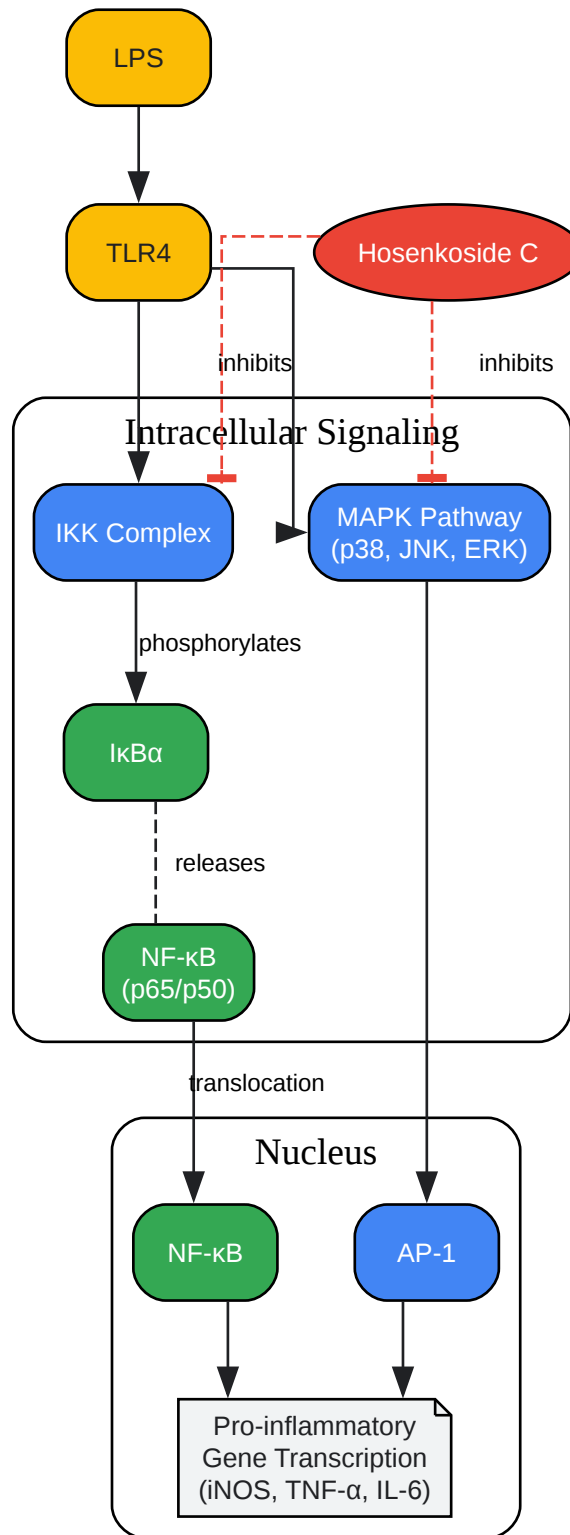 LPS
TLR4
Hosenkoside C
inhibits
inhibits
Intracellular Signaling
IKK Complex
MAPK Pathway
(p38, JNK, ERK)
phosphorylates
IκBα
releases
NF-κB
(p65/p50)
translocation
Nucleus
NF-κB
AP-1
Pro-inflammatory
Gene Transcription
(iNOS, TNF-α, IL-6)